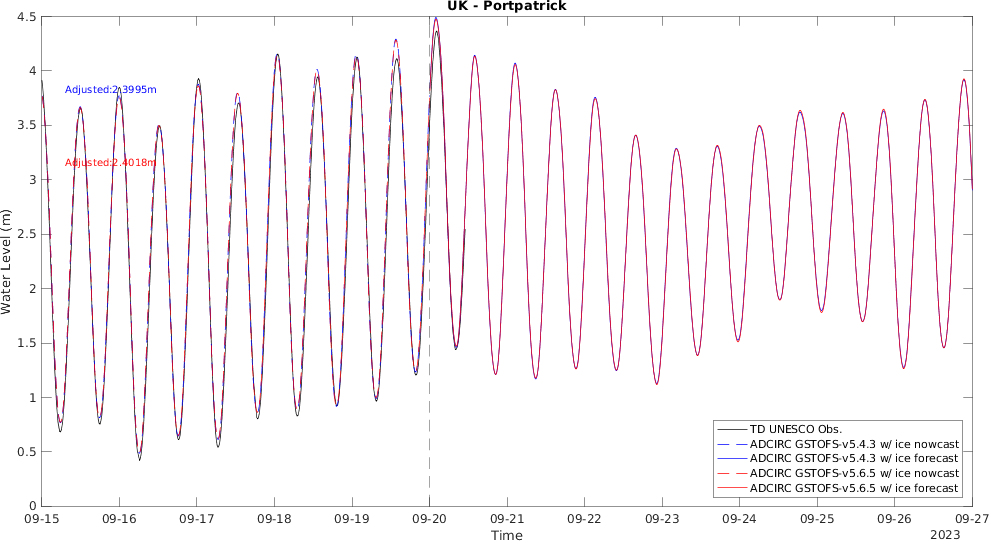 UK - Portpatrick
4.5
4
3.5
3
2.5
2
1.5
1
0.5
0
Water Level (m)
Adjusted:2.3995m
Adjusted:2.4018m
TD UNESCO Obs.
ADCIRC GSTOFS-v5.4.3 w/ ice nowcast
ADCIRC GSTOFS-v5.4.3 w/ ice forecast
ADCIRC GSTOFS-v5.6.5 w/ ice nowcast
ADCIRC GSTOFS-v5.6.5 w/ ice forecast
09-15 09-16 09-17 09-18 09-19 09-20 09-21 09-22 09-23 09-24 09-25 09-26 09-27
Time
2023